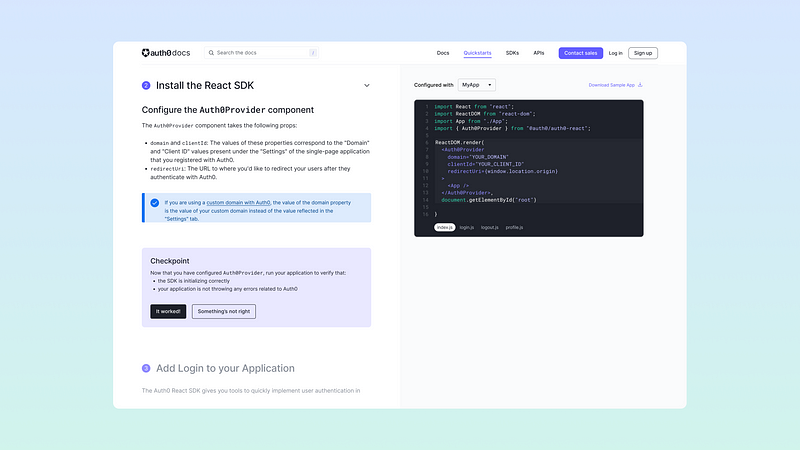 auth0 docs
Search the docs
/
Docs
Quickstarts
SDKs
APIs
Contact sales
Log in
Sign up
2
Install the React SDK
Configure the Auth0Provider component
The Auth0Provider component takes the following props:
• domain and clientId: The values of these properties correspond to the "Domain"
and "Client ID" values present under the "Settings" of the single-page application
that you registered with Auth0.
• redirectUri: The URL to where you'd like to redirect your users after they
authenticate with Auth0.
If you are using a custom domain with Auth0, the value of the domain property
is the value of your custom domain instead of the value reflected in the
"Settings" tab.
Checkpoint
Now that you have configured Auth0Provider, run your application to verify that:
• the SDK is initializing correctly
• your application is not throwing any errors related to Auth0
It worked!
Something's not right
3
Add Login to your Application
The Auth0 React SDK gives you tools to quickly implement user authentication in
Configured with
MyApp
Download Sample App
1 import React from "react";
2 import ReactDOM from "react-dom";
3 import App from "./App";
4 import { Auth0Provider } from "@auth0/auth0-react";
5
6 ReactDOM.render(
7 <Auth0Provider
8 domain="YOUR_DOMAIN"
9 clientId="YOUR_CLIENT_ID"
10 redirectUri={window.location.origin}
11 >
12 <App />
13 </Auth0Provider>,
14 document.getElementById("root")
15
16 }
index.js
login.js
logout.js
profile.js